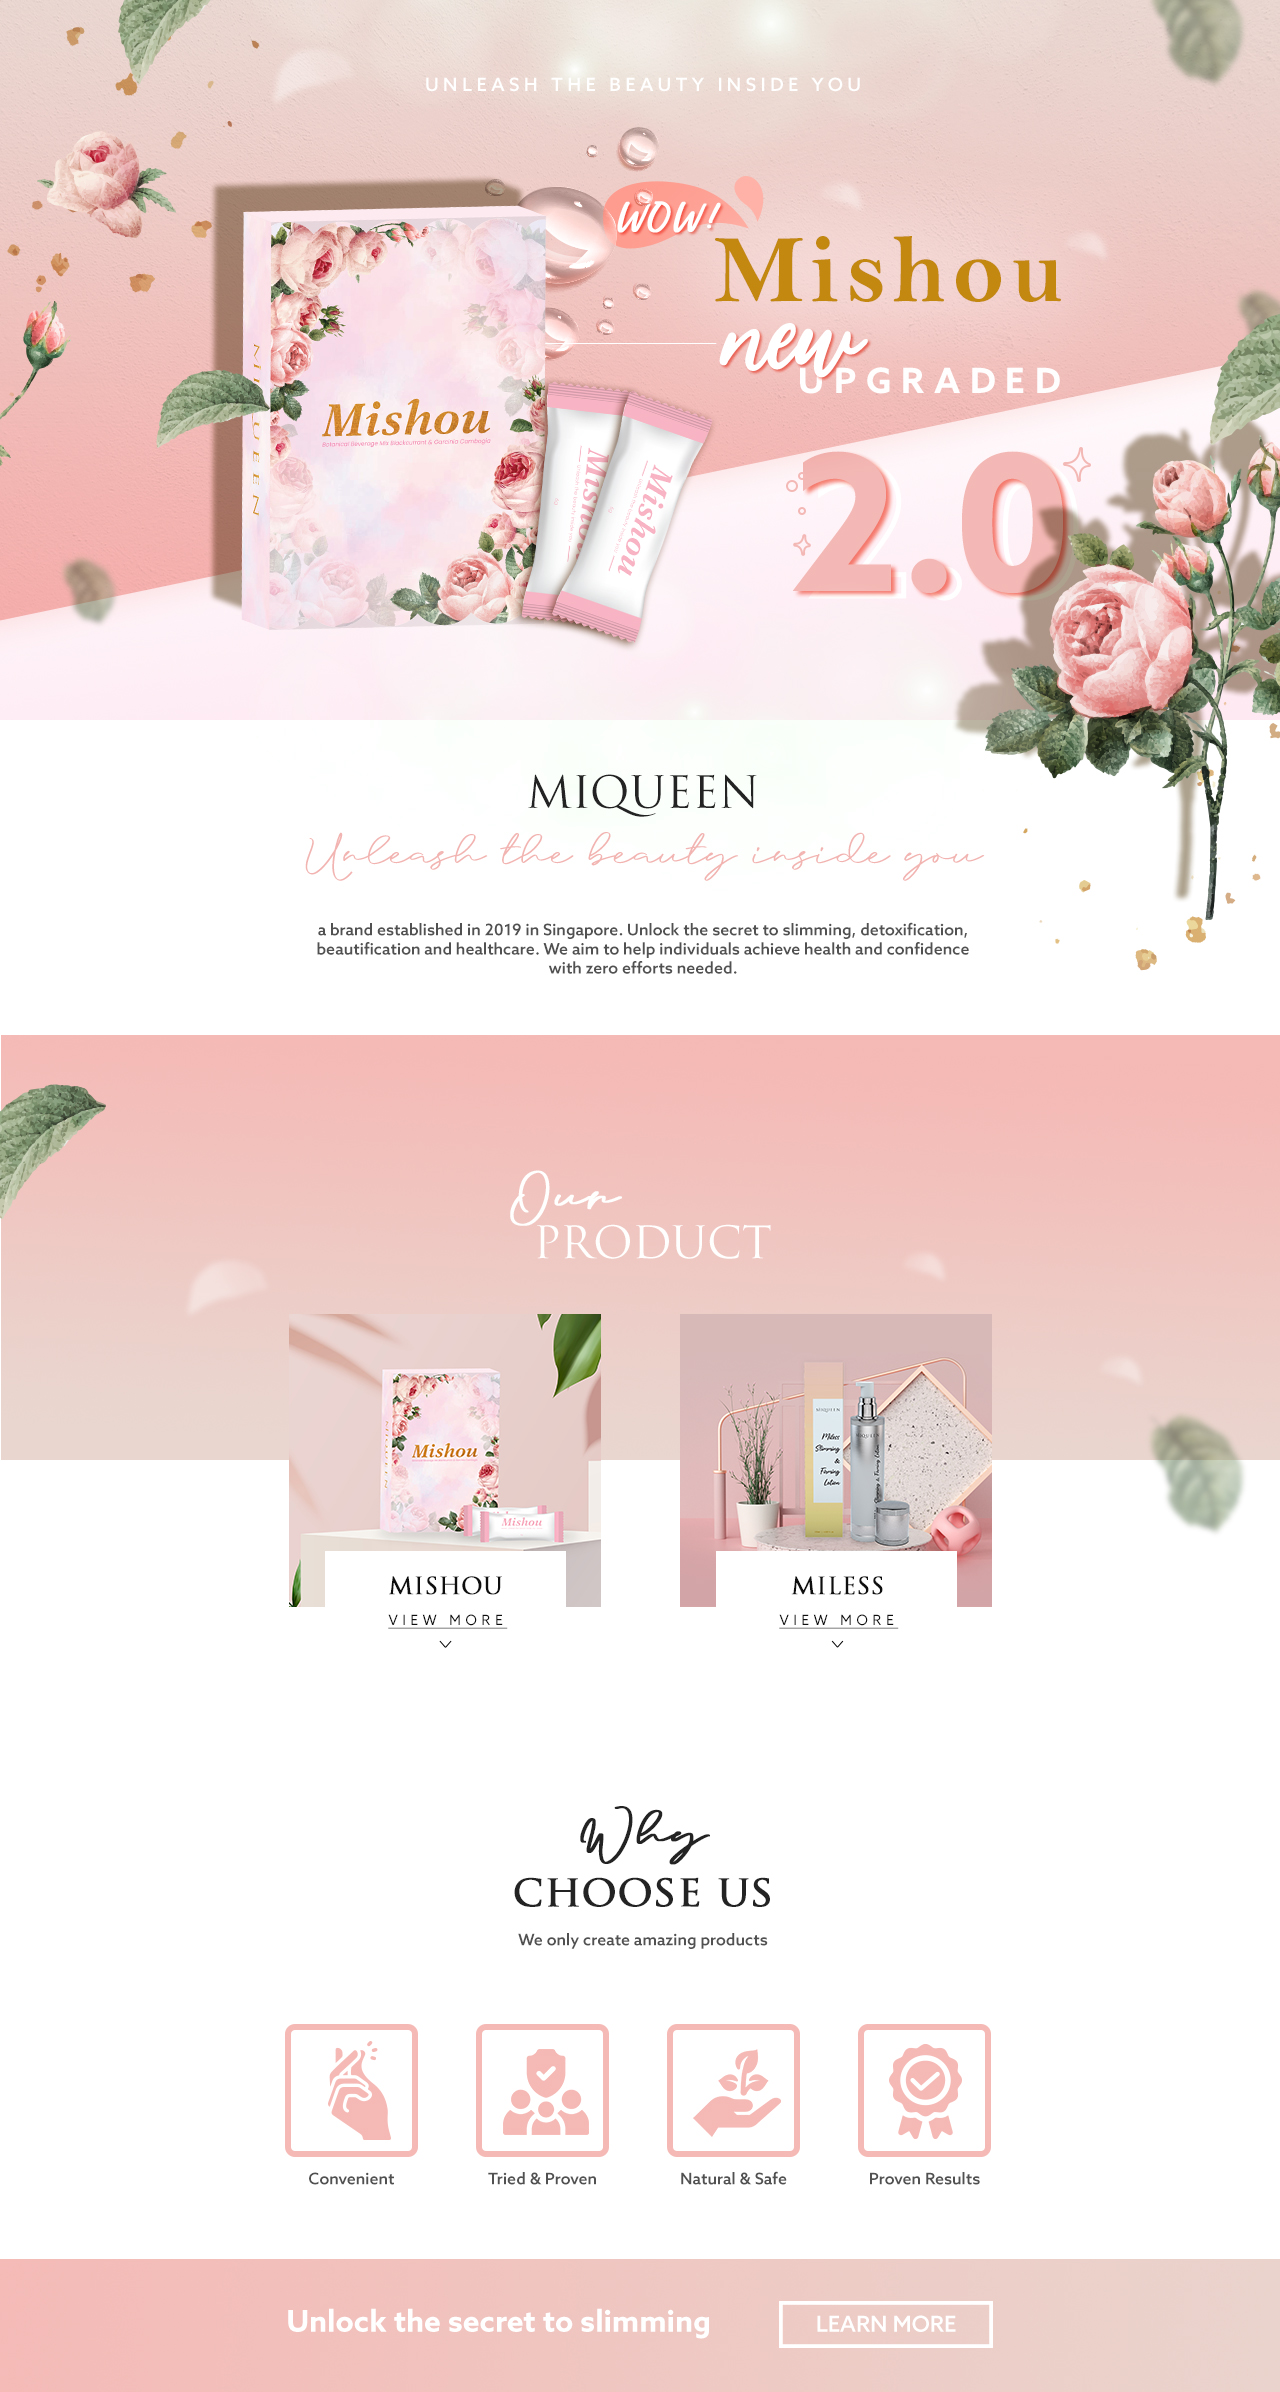 UNLEASH THE BEAUTY INSIDE YOU
WOW!
Mishou
new
UPGRADED
2.0
MIQUEEN
Mishou
Botanical Beverage Mix Blackcurrant & Garcinia Cambogia
Mishou
Mishou
MIQUEEN
Unleash the beauty inside you
a brand established in 2019 in Singapore. Unlock the secret to slimming, detoxification,
beautification and healthcare. We aim to help individuals achieve health and confidence
with zero efforts needed.
Our
PRODUCT
Mishou
Mishou
MIQUEEN
Miless
Slimming
&
Firming
Lotion
MIQUEEN
MISHOU
VIEW MORE
MILESS
VIEW MORE
Why
CHOOSE US
We only create amazing products
Convenient
Tried & Proven
Natural & Safe
Proven Results
Unlock the secret to slimming
LEARN MORE